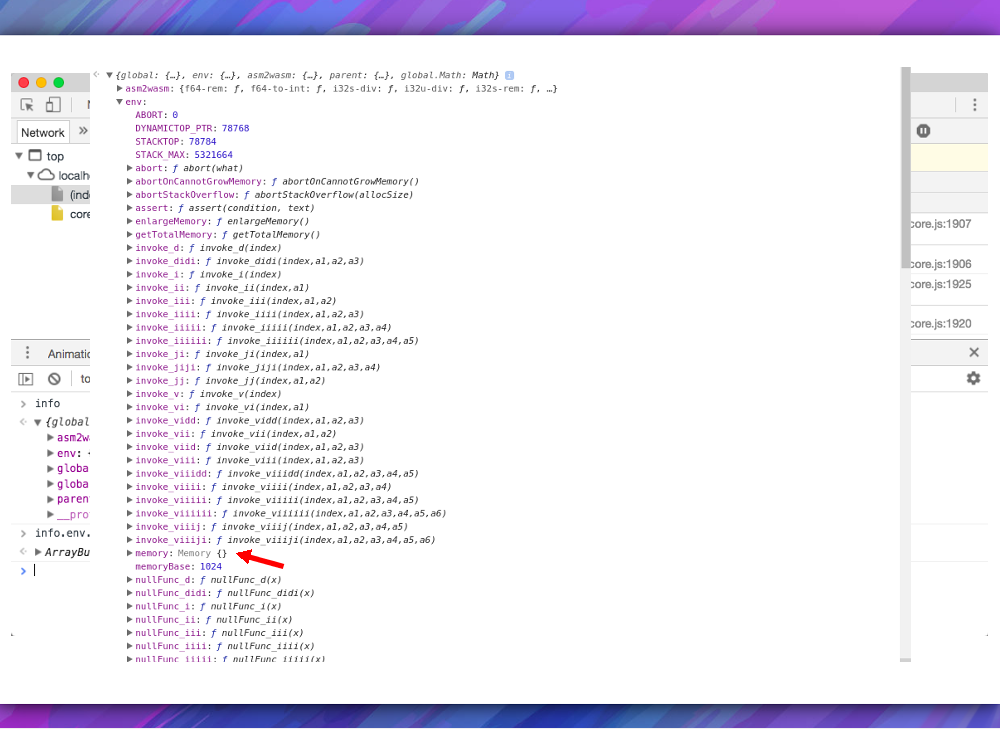 {global: {…}, env: {…}, asm2wasm: {…}, parent: {…}, global.Math: Math} i
asm2wasm: {f64-rem: ƒ, f64-to-int: ƒ, i32s-div: ƒ, i32u-div: ƒ, i32s-rem: ƒ, …}
env:
ABORT: 0
DYNAMICTOP_PTR: 78768
STACKTOP: 78784
STACK_MAX: 5321664
abort: ƒ abort(what)
abortOnCannotGrowMemory: ƒ abortOnCannotGrowMemory()
abortStackOverflow: ƒ abortStackOverflow(allocSize)
assert: ƒ assert(condition, text)
enlargeMemory: ƒ enlargeMemory()
getTotalMemory: ƒ getTotalMemory()
invoke_d: ƒ invoke_d(index)
invoke_didi: ƒ invoke_didi(index,a1,a2,a3)
invoke_i: ƒ invoke_i(index)
invoke_ii: ƒ invoke_ii(index,a1)
invoke_iii: ƒ invoke_iii(index,a1,a2)
invoke_iiii: ƒ invoke_iiii(index,a1,a2,a3)
invoke_iiiii: ƒ invoke_iiiii(index,a1,a2,a3,a4)
invoke_iiiiii: ƒ invoke_iiiiii(index,a1,a2,a3,a4,a5)
invoke_ji: ƒ invoke_ji(index,a1)
invoke_jiji: ƒ invoke_jiji(index,a1,a2,a3,a4)
invoke_jj: ƒ invoke_jj(index,a1,a2)
invoke_v: ƒ invoke_v(index)
invoke_vi: ƒ invoke_vi(index,a1)
invoke_vidd: ƒ invoke_vidd(index,a1,a2,a3)
invoke_vii: ƒ invoke_vii(index,a1,a2)
invoke_viid: ƒ invoke_viid(index,a1,a2,a3)
invoke_viii: ƒ invoke_viii(index,a1,a2,a3)
invoke_viiidd: ƒ invoke_viiidd(index,a1,a2,a3,a4,a5)
invoke_viiii: ƒ invoke_viiii(index,a1,a2,a3,a4)
invoke_viiiii: ƒ invoke_viiiii(index,a1,a2,a3,a4,a5)
invoke_viiiiii: ƒ invoke_viiiiii(index,a1,a2,a3,a4,a5,a6)
invoke_viiij: ƒ invoke_viiij(index,a1,a2,a3,a4,a5)
invoke_viiiji: ƒ invoke_viiiji(index,a1,a2,a3,a4,a5,a6)
memory: Memory {}
memoryBase: 1024
nullFunc_d: ƒ nullFunc_d(x)
nullFunc_didi: ƒ nullFunc_didi(x)
nullFunc_i: ƒ nullFunc_i(x)
nullFunc_ii: ƒ nullFunc_ii(x)
nullFunc_iii: ƒ nullFunc_iii(x)
nullFunc_iiii: ƒ nullFunc_iiii(x)
nullFunc_iiiii: ƒ nullFunc_iiiii(x)
Network »
top
localh
(ind
core
Animatic
to
info
{global
asm2w
env:
globa
globa
paren
__pro
info.env.
ArrayBu
core.js:1907
core.js:1906
core.js:1925
core.js:1920